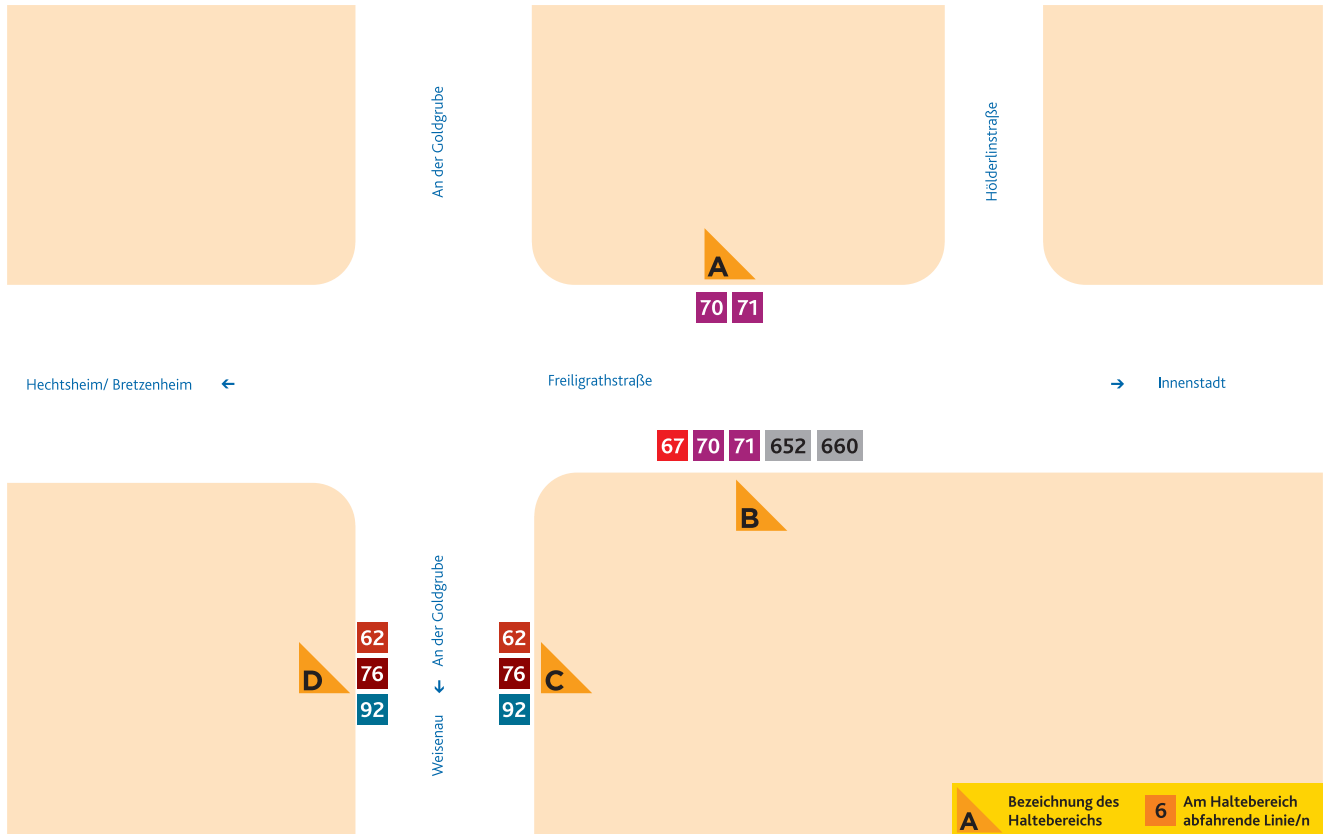 An der Goldgrube
Hölderlinstraße
A
70 71
Hechtsheim/ Bretzenheim ←
Freiligrathstraße
→ Innenstadt
67 70 71 652 660
B
Weisenau ← An der Goldgrube
D
62
76
92
62
76
92
C
A
Bezeichnung des
Haltebereichs
6
Am Haltebereich
abfahrende Linie/n